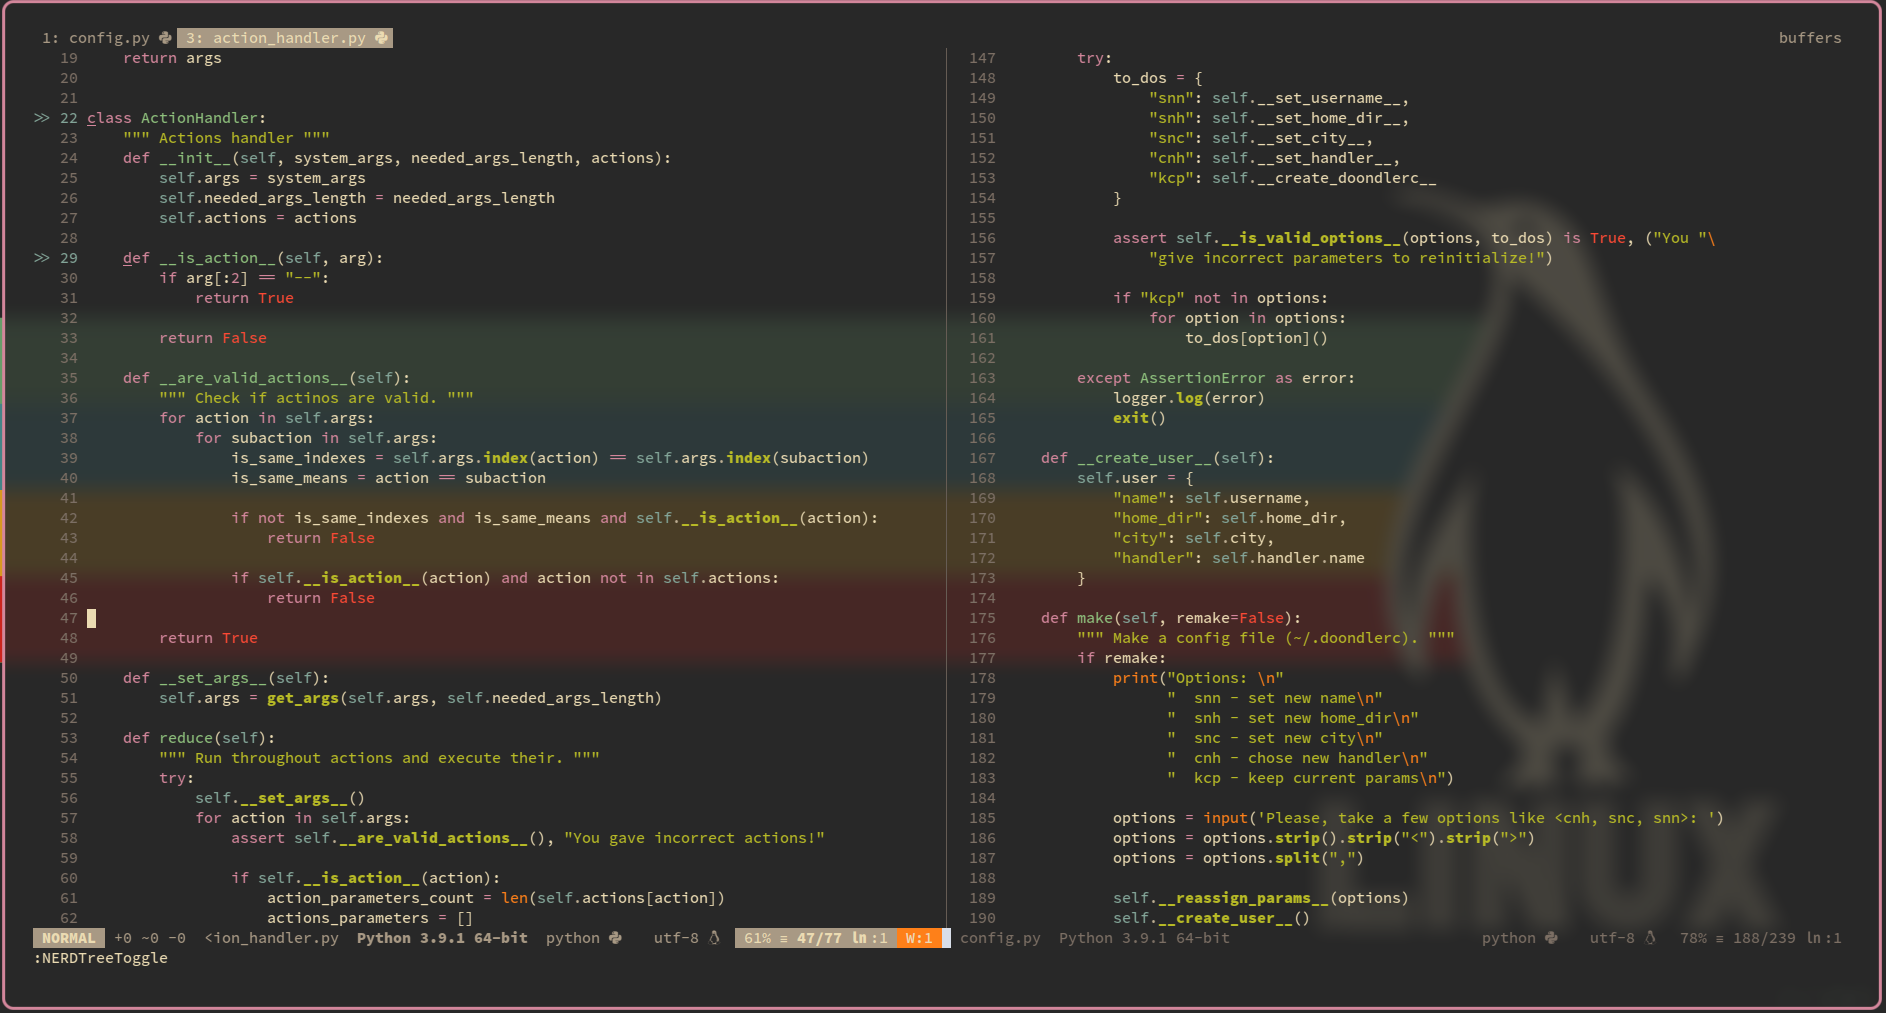 1: config.py 3: action_handler.py buffers
19     return args
20
21
>> 22 class ActionHandler:
23     """ Actions handler """
24     def __init__(self, system_args, needed_args_length, actions):
25         self.args = system_args
26         self.needed_args_length = needed_args_length
27         self.actions = actions
28
>> 29     def __is_action__(self, arg):
30         if arg[:2] == "--":
31             return True
32
33         return False
34
35     def __are_valid_actions__(self):
36         """ Check if actinos are valid. """
37         for action in self.args:
38             for subaction in self.args:
39                 is_same_indexes = self.args.index(action) == self.args.index(subaction)
40                 is_same_means = action == subaction
41
42                 if not is_same_indexes and is_same_means and self.__is_action__(action):
43                     return False
44
45                 if self.__is_action__(action) and action not in self.actions:
46                     return False
47
48         return True
49
50     def __set_args__(self):
51         self.args = get_args(self.args, self.needed_args_length)
52
53     def reduce(self):
54         """ Run throughout actions and execute their. """
55         try:
56             self.__set_args__()
57             for action in self.args:
58                 assert self.__are_valid_actions__(), "You gave incorrect actions!"
59
60                 if self.__is_action__(action):
61                     action_parameters_count = len(self.actions[action])
62                     actions_parameters = []
147         try:
148             to_dos = {
149                 "snn": self.__set_username__,
150                 "snh": self.__set_home_dir__,
151                 "snc": self.__set_city__,
152                 "cnh": self.__set_handler__,
153                 "kcp": self.__create_doondlerc__
154             }
155
156             assert self.__is_valid_options__(options, to_dos) is True, ("You "\
157                 "give incorrect parameters to reinitialize!")
158
159             if "kcp" not in options:
160                 for option in options:
161                     to_dos[option]()
162
163         except AssertionError as error:
164             logger.log(error)
165             exit()
166
167     def __create_user__(self):
168         self.user = {
169             "name": self.username,
170             "home_dir": self.home_dir,
171             "city": self.city,
172             "handler": self.handler.name
173         }
174
175     def make(self, remake=False):
176         """ Make a config file (~/.doondlerc). """
177         if remake:
178             print("Options: \n"
179                   "  snn - set new name\n"
180                   "  snh - set new home_dir\n"
181                   "  snc - set new city\n"
182                   "  cnh - chose new handler\n"
183                   "  kcp - keep current params\n")
184
185             options = input('Please, take a few options like <cnh, snc, snn>: ')
186             options = options.strip().strip("<").strip(">")
187             options = options.split(",")
188
189             self.__reassign_params__(options)
190             self.__create_user__()
LINUX
NORMAL +0 ~0 -0 <ion_handler.py Python 3.9.1 64-bit python utf-8 61% ≡ 47/77 ln:1 W:1 config.py Python 3.9.1 64-bit python utf-8 78% ≡ 188/239 ln:1
:NERDTreeToggle